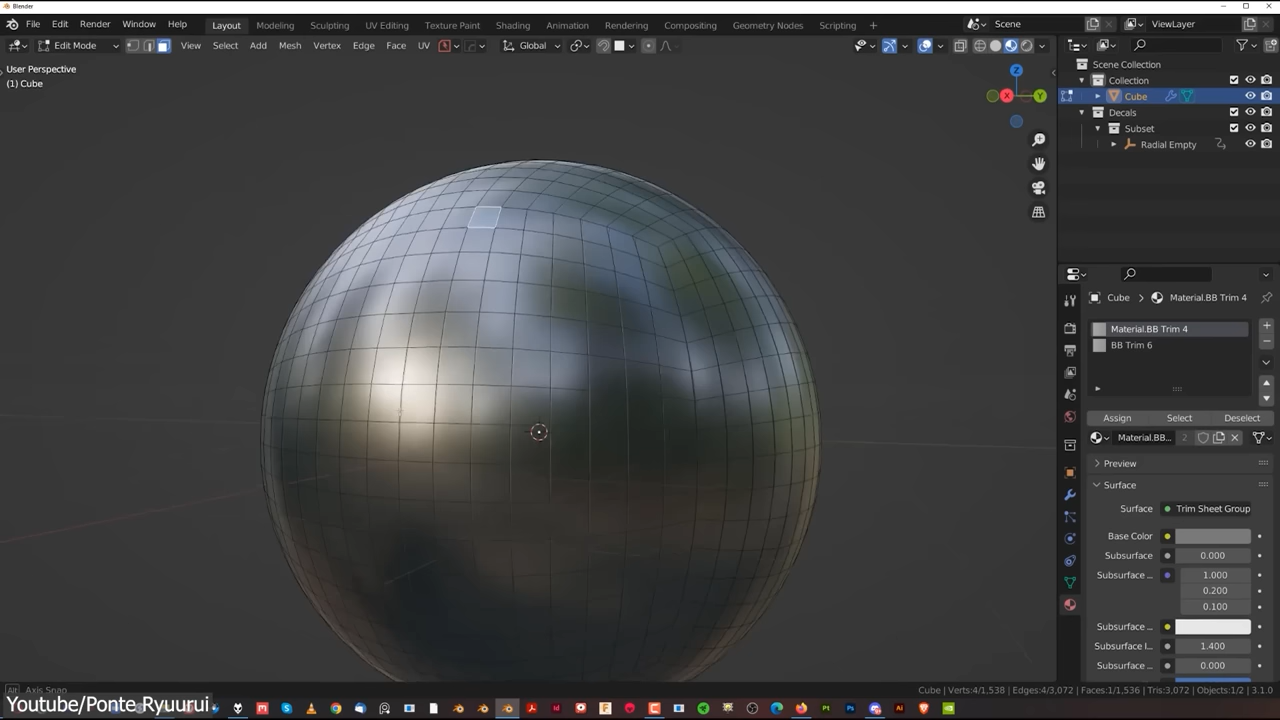 Blender
File Edit Render Window Help Layout Modeling Sculpting UV Editing Texture Paint Shading Animation Rendering Compositing Geometry Nodes Scripting + Scene ViewLayer
Edit Mode View Select Add Mesh Vertex Edge Face UV Global
User Perspective
(1) Cube
Z
X Y
Scene Collection
Collection
Cube
Decals
Subset
Radial Empty
Cube > Material.BB Trim 4
Material.BB Trim 4
BB Trim 6
Assign Select Deselect
Material.BB... 2
Preview
Surface
Surface Trim Sheet Group
Base Color
Subsurface 0.000
Subsurface ... 1.000
0.200
0.100
Subsurface ...
Subsurface I... 1.400
Subsurface ... 0.000
Alt Axis Snap
Cube | Verts:4/1,538 | Edges:4/3,072 | Faces:1/1,536 | Tris:3,072 | Objects:1/2 | 3.1.0
Youtube/Ponte Ryuurui